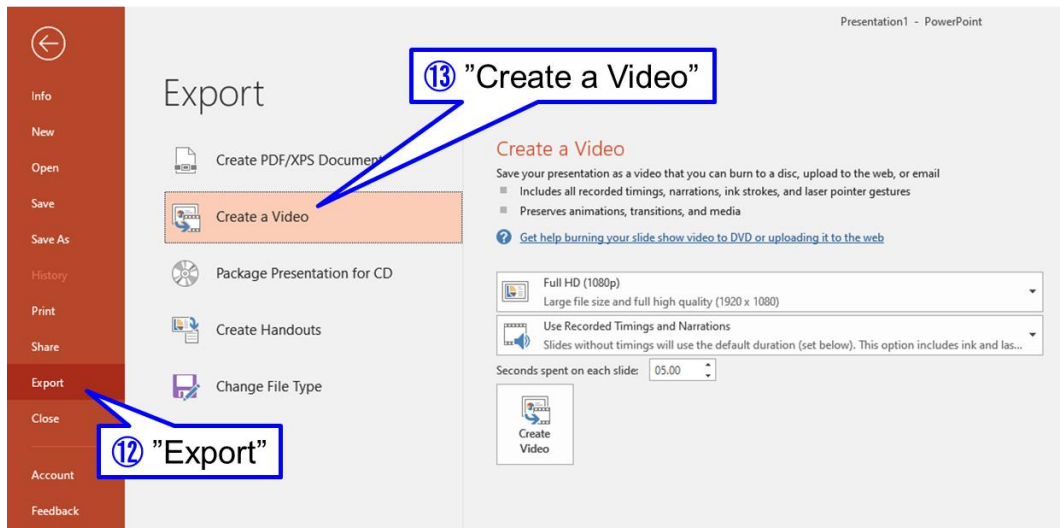 Presentation1 - PowerPoint
Info
New
Open
Save
Save As
History
Print
Share
Export
Close
Account
Feedback
Export
⑬ ”Create a Video”
Create PDF/XPS Document
Create a Video
Package Presentation for CD
Create Handouts
Change File Type
⑫ ”Export”
Create a Video
Save your presentation as a video that you can burn to a disc, upload to the web, or email
Includes all recorded timings, narrations, ink strokes, and laser pointer gestures
Preserves animations, transitions, and media
Get help burning your slide show video to DVD or uploading it to the web
Full HD (1080p)
Large file size and full high quality (1920 x 1080)
Use Recorded Timings and Narrations
Slides without timings will use the default duration (set below). This option includes ink and las...
Seconds spent on each slide: 05.00
Create
Video